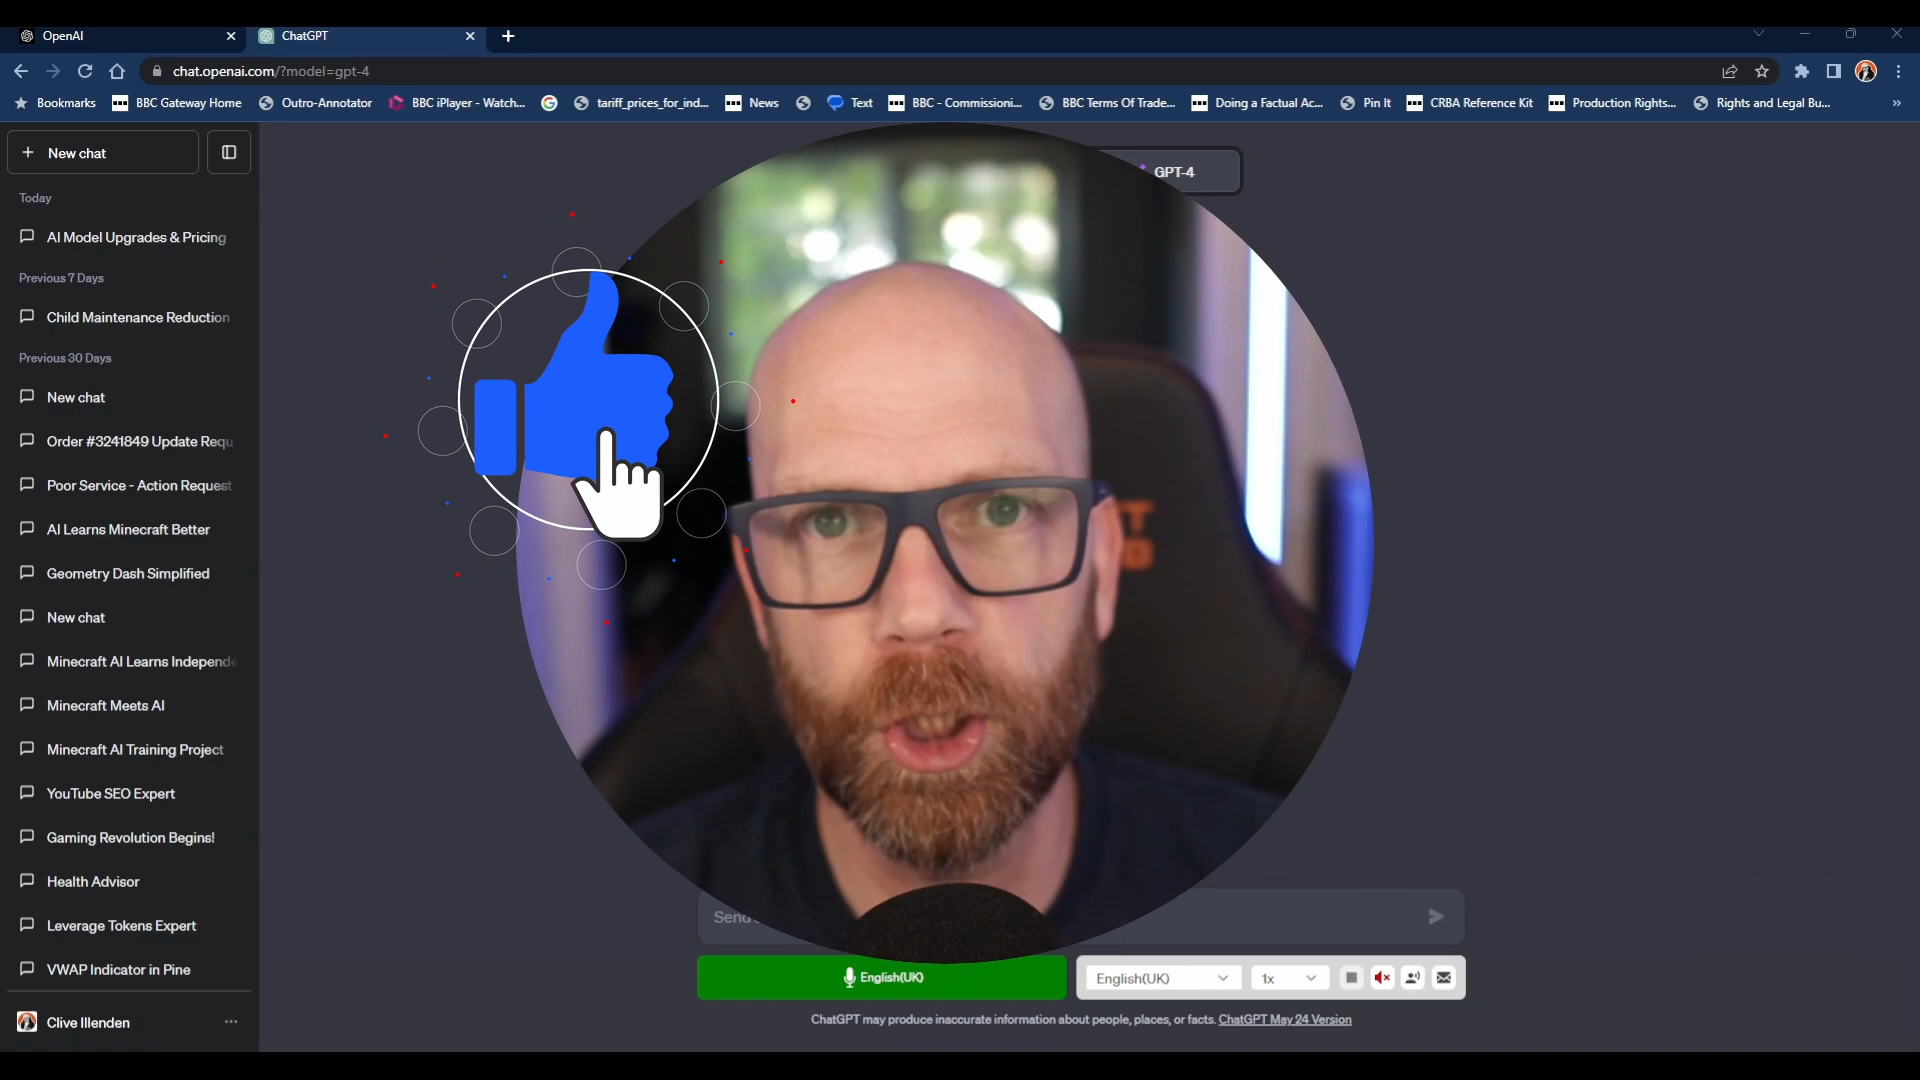 OpenAI
ChatGPT
chat.openai.com/?model=gpt-4
Bookmarks
BBC Gateway Home
Outro-Annotator
BBC iPlayer - Watch...
tariff_prices_for_ind...
News
Text
BBC - Commissioni...
BBC Terms Of Trade...
Doing a Factual Ac...
Pin It
CRBA Reference Kit
Production Rights...
Rights and Legal Bu...
New chat
GPT-4
Today
AI Model Upgrades & Pricing
Previous 7 Days
Child Maintenance Reduction
Previous 30 Days
New chat
Order #3241849 Update Requ
Poor Service - Action Request
AI Learns Minecraft Better
Geometry Dash Simplified
New chat
Minecraft AI Learns Independe
Minecraft Meets AI
Minecraft AI Training Project
YouTube SEO Expert
Gaming Revolution Begins!
Health Advisor
Leverage Tokens Expert
VWAP Indicator in Pine
Clive Illenden
Send
English(UK)
English(UK)
1x
ChatGPT may produce inaccurate information about people, places, or facts. ChatGPT May 24 Version